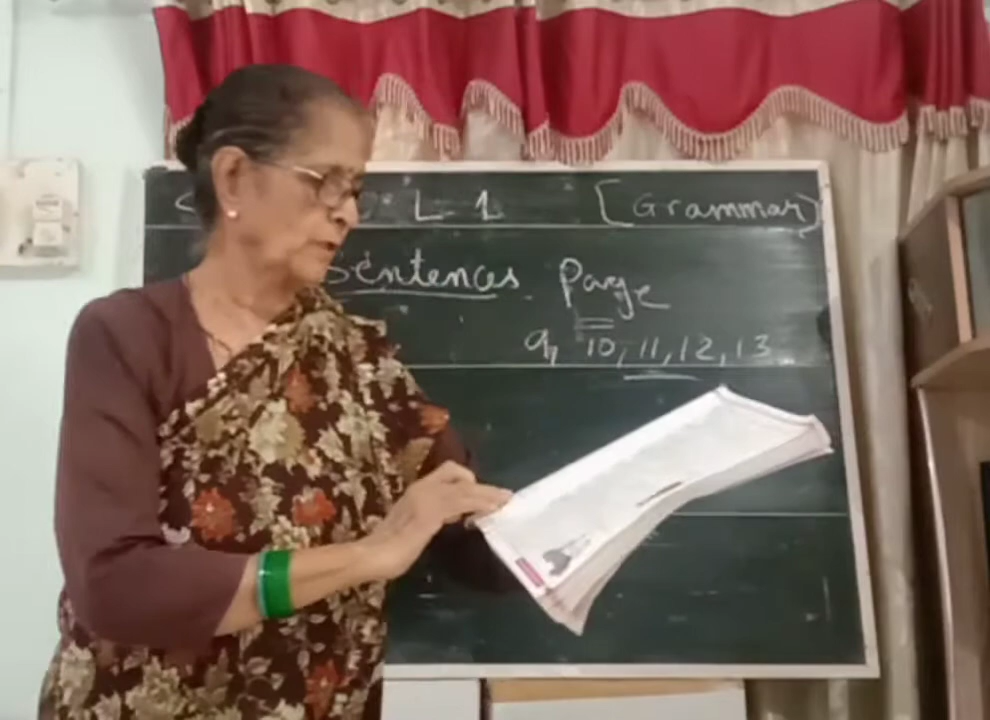 L-1 [Grammar]
Sentences Page
9, 10, 11, 12, 13